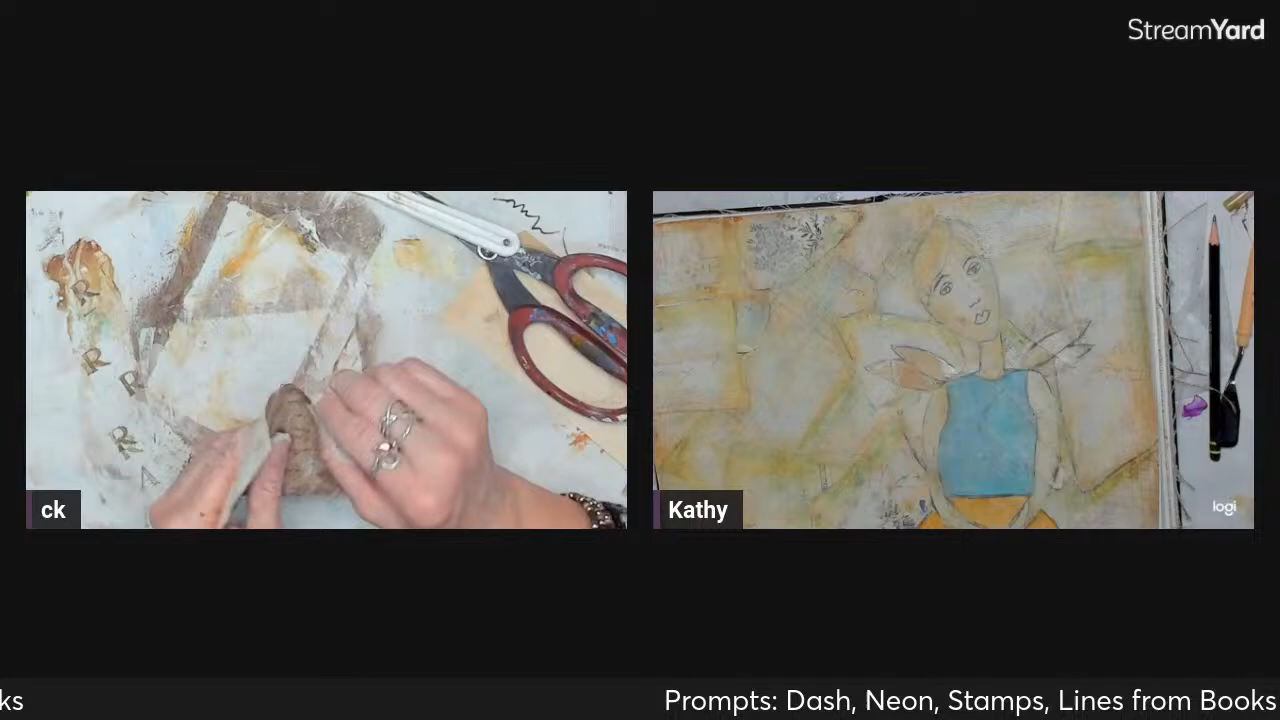 StreamYard
R
R
R
R
A
ck
Kathy
logi
ks
Prompts: Dash, Neon, Stamps, Lines from Books